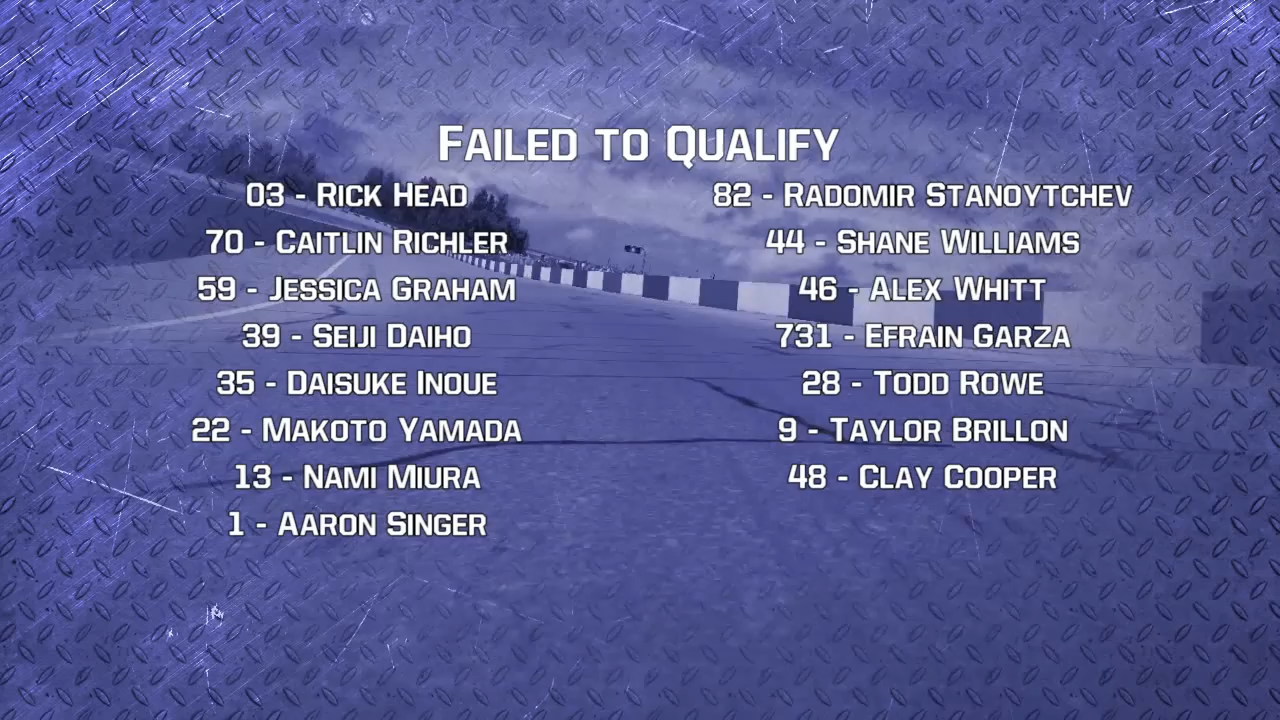 Failed to Qualify
03 - Rick Head
70 - Caitlin Richler
59 - Jessica Graham
39 - Seiji Daiho
35 - Daisuke Inoue
22 - Makoto Yamada
13 - Nami Miura
1 - Aaron Singer
82 - Radomir Stanoytchev
44 - Shane Williams
46 - Alex Whitt
731 - Efrain Garza
28 - Todd Rowe
9 - Taylor Brillon
48 - Clay Cooper